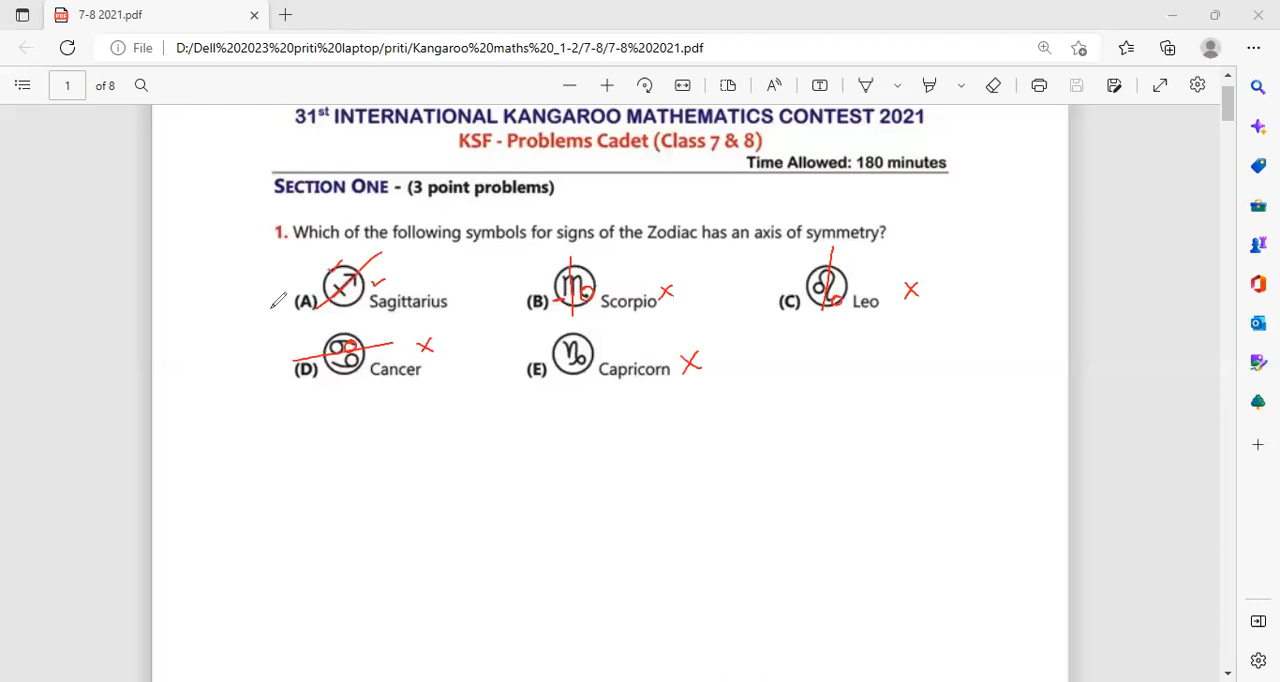 7-8 2021.pdf
File
D:/Dell%202023%20priti%20laptop/priti/Kangaroo%20maths%20_1-2/7-8/7-8%202021.pdf
1 of 8
31st INTERNATIONAL KANGAROO MATHEMATICS CONTEST 2021
KSF - Problems Cadet (Class 7 & 8)
Time Allowed: 180 minutes
SECTION ONE - (3 point problems)
1. Which of the following symbols for signs of the Zodiac has an axis of symmetry?
(A) Sagittarius (B) Scorpio (C) Leo
(D) Cancer (E) Capricorn